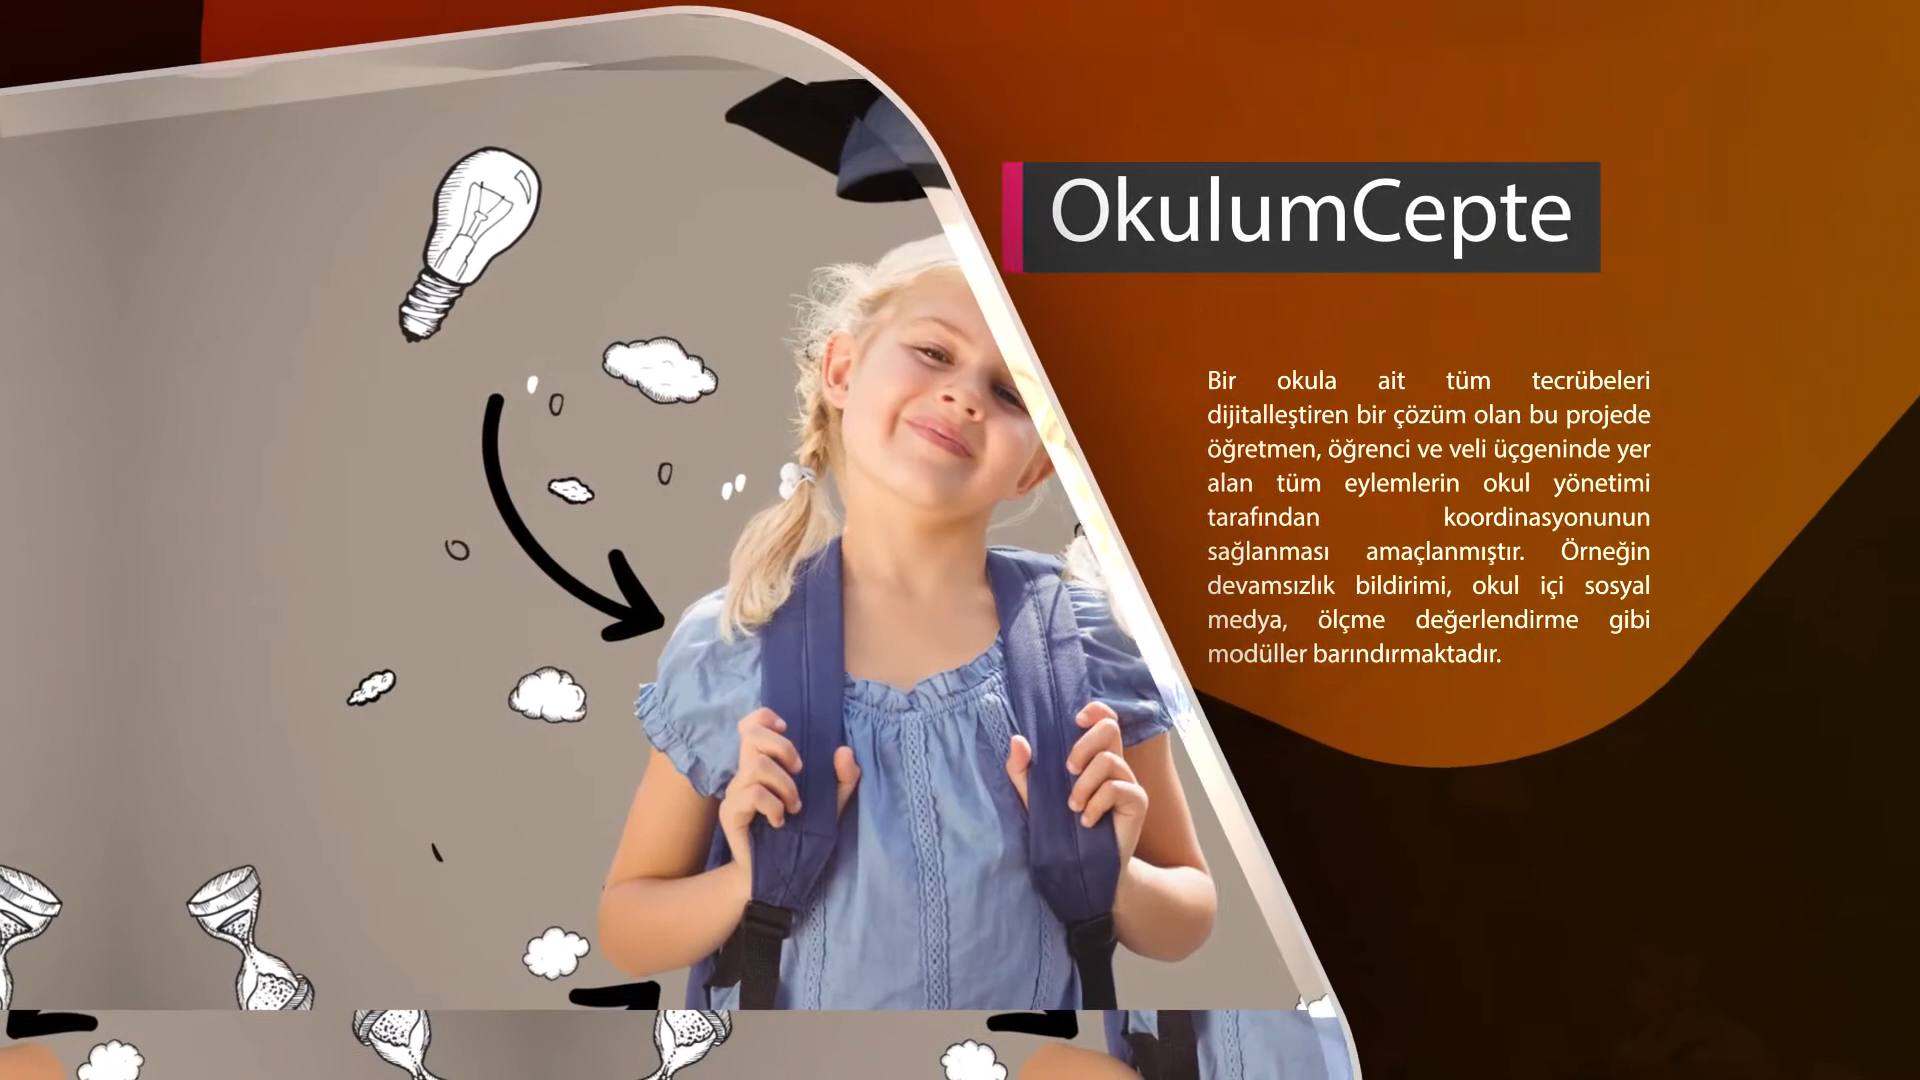 OkulumCepte
Bir okula ait tüm tecrübeleri
dijitalleştiren bir çözüm olan bu projede
öğretmen, öğrenci ve veli üçgeninde yer
alan tüm eylemlerin okul yönetimi
tarafından koordinasyonunun
sağlanması amaçlanmıştır. Örneğin
devamsızlık bildirimi, okul içi sosyal
medya, ölçme değerlendirme gibi
modüller barındırmaktadır.